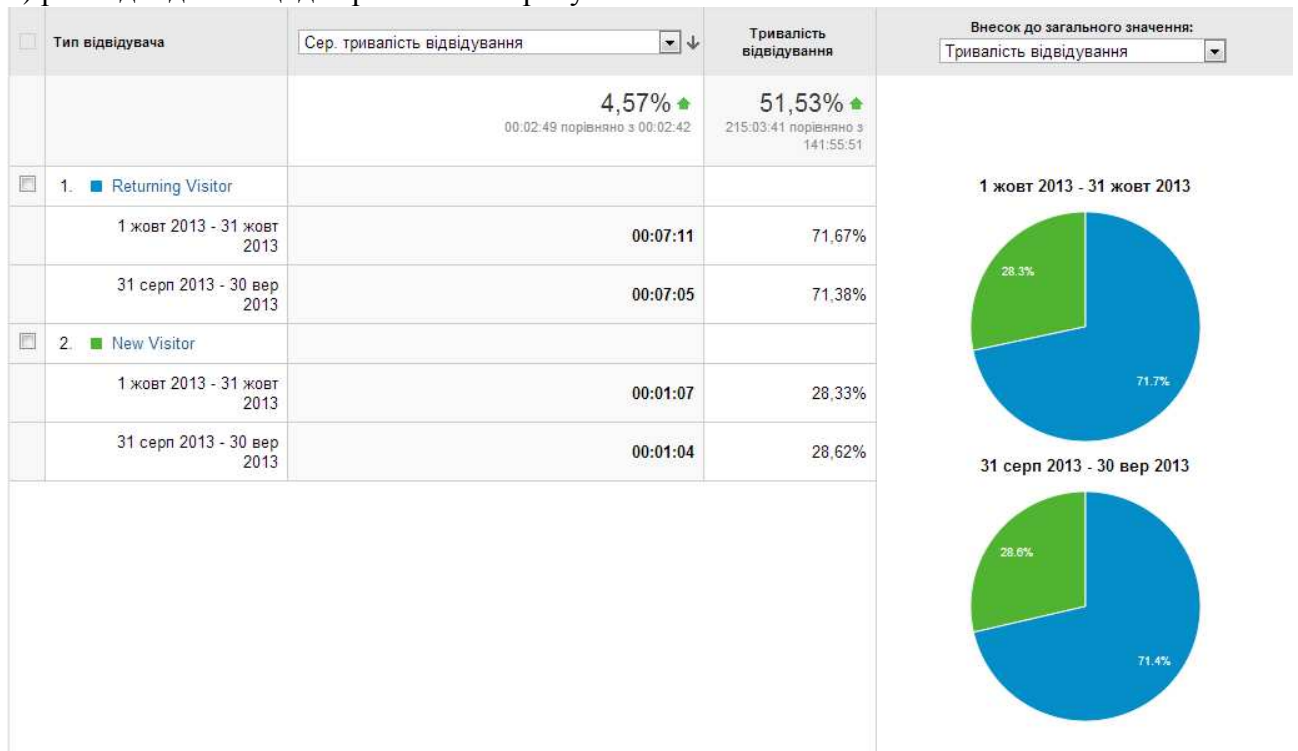 Тип відвідувача
Сер. тривалість відвідування
Тривалість
відвідування
Внесок до загального значення:
Тривалість відвідування
4,57%
00:02:49 порівняно з 00:02:42
51,53%
215:03:41 порівняно з
141:55:51
1. Returning Visitor
1 жовт 2013 - 31 жовт
2013
00:07:11
71,67%
31 серп 2013 - 30 вер
2013
00:07:05
71,38%
2. New Visitor
1 жовт 2013 - 31 жовт
2013
00:01:07
28,33%
31 серп 2013 - 30 вер
2013
00:01:04
28,62%
1 жовт 2013 - 31 жовт 2013
28.3%
71.7%
31 серп 2013 - 30 вер 2013
28.6%
71.4%